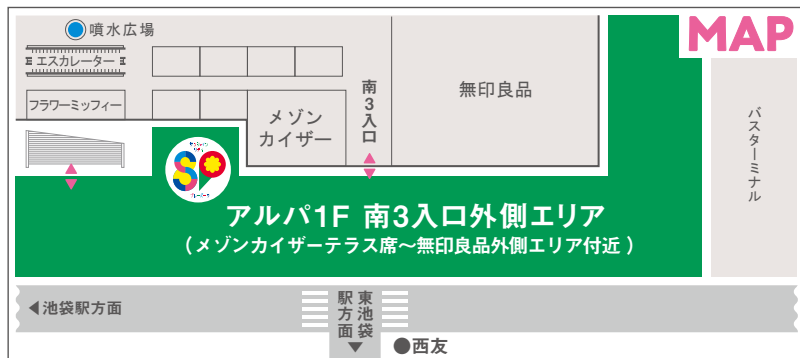 MAP
噴水広場
エスカレーター
フラワーミッフィー
メゾン
カイザー
南3入口
無印良品
バスターミナル
SP
アルパ1F 南3入口外側エリア
(メゾンカイザーテラス席〜無印良品外側エリア付近)
◀池袋駅方面
東池袋
駅方面
▼
●西友